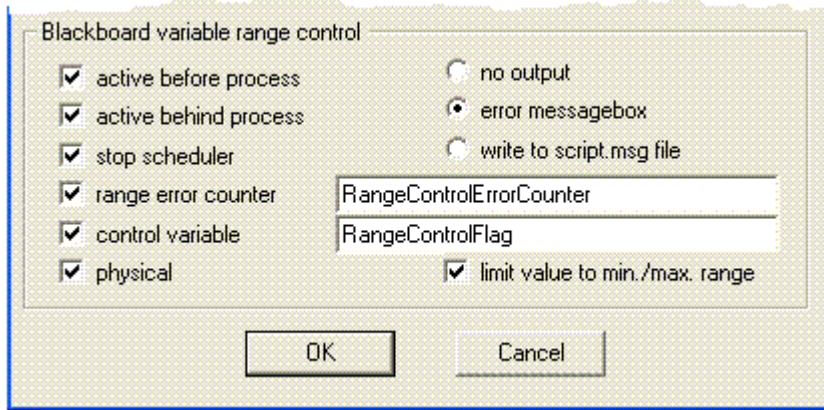 Blackboard variable range control
active before process
no output
active behind process
error messagebox
stop scheduler
write to script.msg file
range error counter
RangeControlErrorCounter
control variable
RangeControlFlag
physical
limit value to min./max. range
OK
Cancel